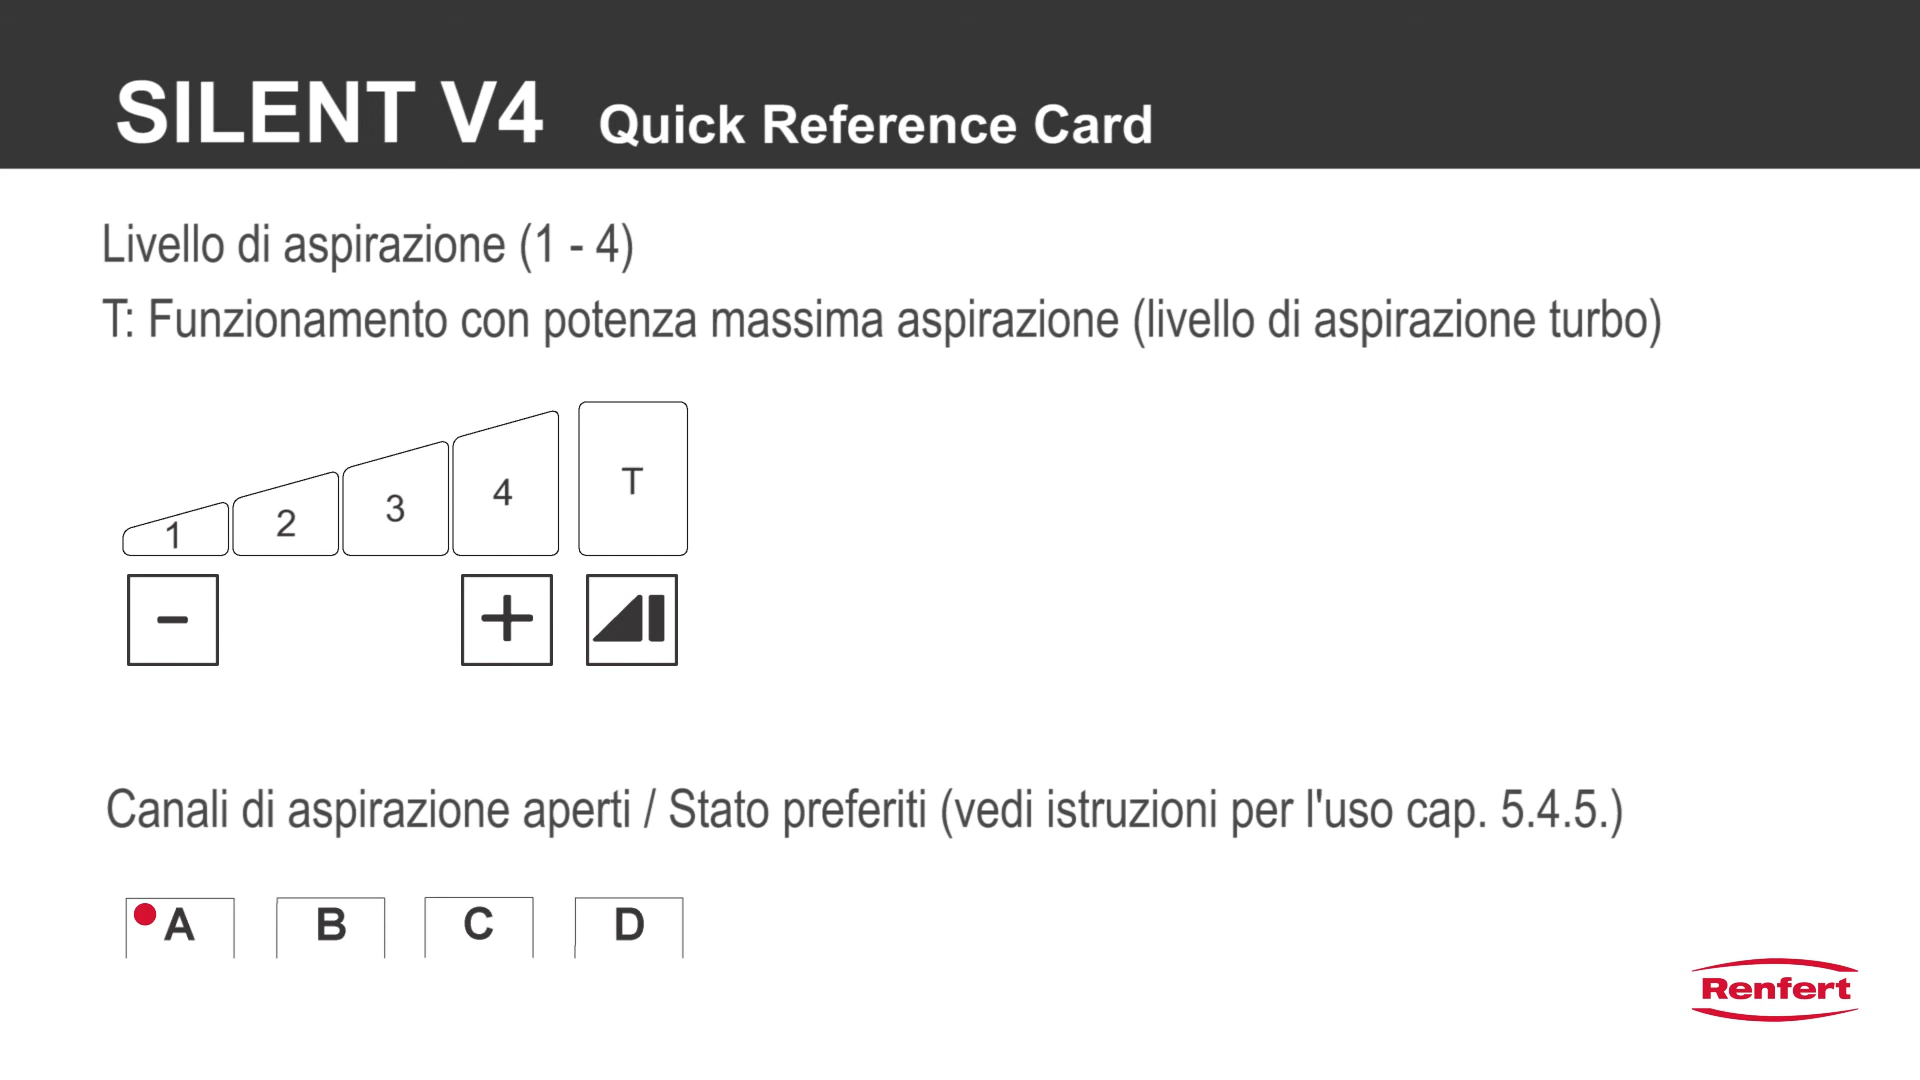 SILENT V4 Quick Reference Card
Livello di aspirazione (1 - 4)
T: Funzionamento con potenza massima aspirazione (livello di aspirazione turbo)
1 2 3 4 T
- +
Canali di aspirazione aperti / Stato preferiti (vedi istruzioni per l'uso cap. 5.4.5.)
A B C D
Renfert